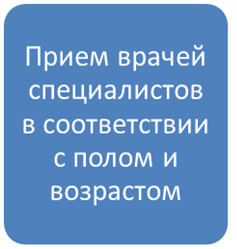 Прием врачей
специалистов
в соответствии
с полом и
возрастом